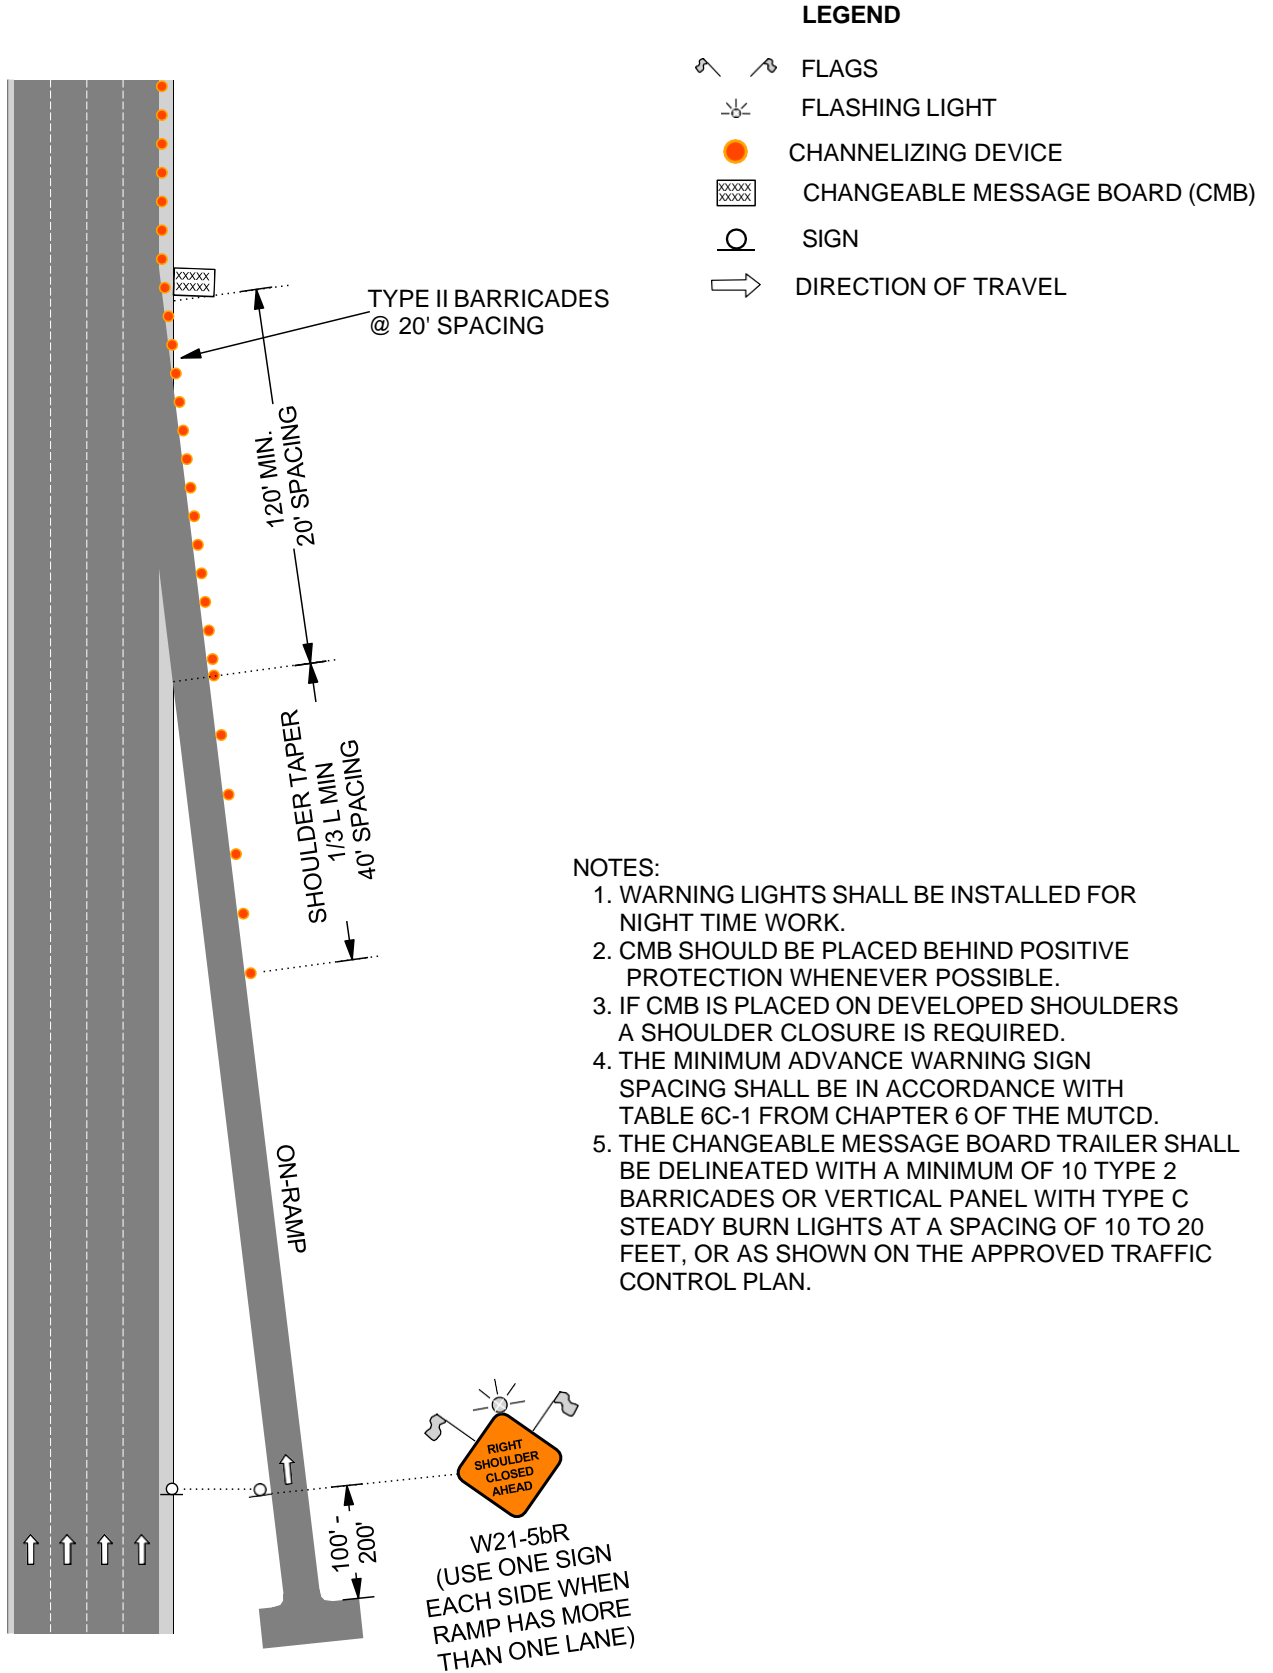 LEGEND
FLAGS
FLASHING LIGHT
CHANNELIZING DEVICE
XXXXX
XXXXX
CHANGEABLE MESSAGE BOARD (CMB)
SIGN
DIRECTION OF TRAVEL
XXXXX
XXXXX
TYPE II BARRICADES
@ 20' SPACING
120' MIN.
20' SPACING
SHOULDER TAPER
1/3 L MIN
40' SPACING
NOTES:
1. WARNING LIGHTS SHALL BE INSTALLED FOR
NIGHT TIME WORK.
2. CMB SHOULD BE PLACED BEHIND POSITIVE
PROTECTION WHENEVER POSSIBLE.
3. IF CMB IS PLACED ON DEVELOPED SHOULDERS
A SHOULDER CLOSURE IS REQUIRED.
4. THE MINIMUM ADVANCE WARNING SIGN
SPACING SHALL BE IN ACCORDANCE WITH
TABLE 6C-1 FROM CHAPTER 6 OF THE MUTCD.
5. THE CHANGEABLE MESSAGE BOARD TRAILER SHALL
BE DELINEATED WITH A MINIMUM OF 10 TYPE 2
BARRICADES OR VERTICAL PANEL WITH TYPE C
STEADY BURN LIGHTS AT A SPACING OF 10 TO 20
FEET, OR AS SHOWN ON THE APPROVED TRAFFIC
CONTROL PLAN.
ON-RAMP
RIGHT
SHOULDER
CLOSED
AHEAD
100' -
200'
W21-5bR
(USE ONE SIGN
EACH SIDE WHEN
RAMP HAS MORE
THAN ONE LANE)